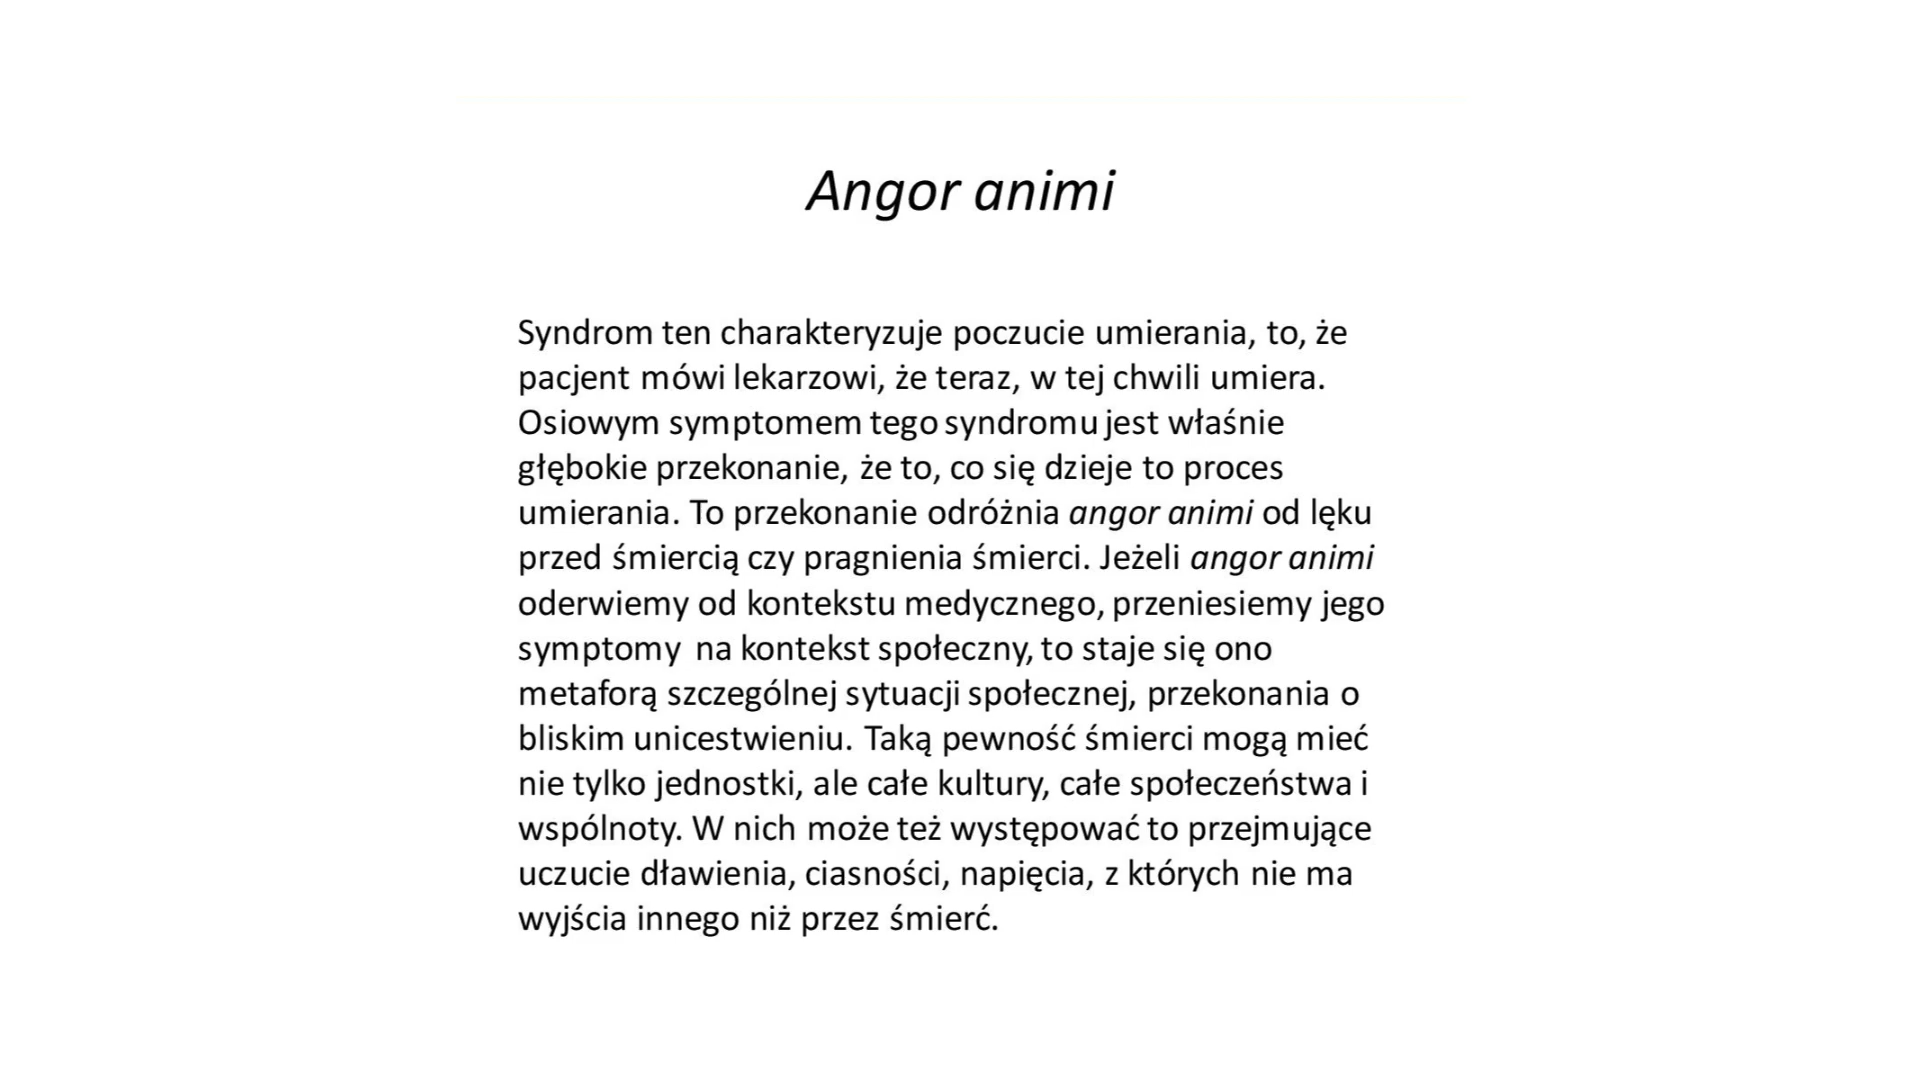 Angor animi
Syndrom ten charakteryzuje poczucie umierania, to, że
pacjent mówi lekarzowi, że teraz, w tej chwili umiera.
Osiowym symptomem tego syndromu jest właśnie
głębokie przekonanie, że to, co się dzieje to proces
umierania. To przekonanie odróżnia angor animi od lęku
przed śmiercią czy pragnienia śmierci. Jeżeli angor animi
oderwiemy od kontekstu medycznego, przeniesiemy jego
symptomy na kontekst społeczny, to staje się ono
metaforą szczególnej sytuacji społecznej, przekonania o
bliskim unicestwieniu. Taką pewność śmierci mogą mieć
nie tylko jednostki, ale całe kultury, całe społeczeństwa i
wspólnoty. W nich może też występować to przejmujące
uczucie dławienia, ciasności, napięcia, z których nie ma
wyjścia innego niż przez śmierć.